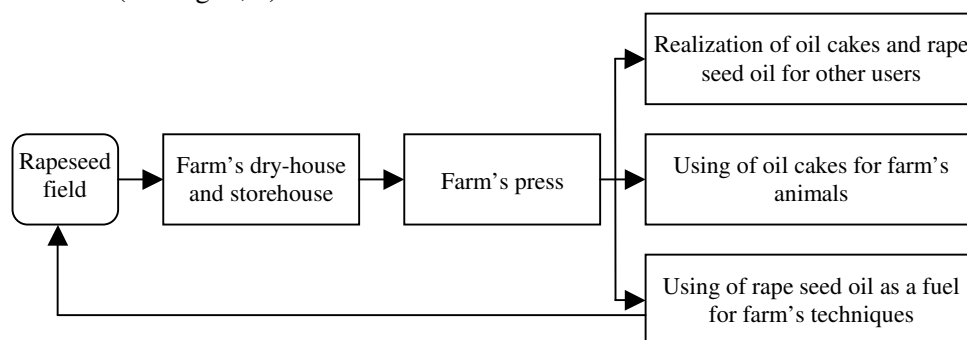 Realization of oil cakes and rape
seed oil for other users
Rapeseed
field
Farm's dry-house
and storehouse
Farm's press
Using of oil cakes for farm's
animals
Using of rape seed oil as a fuel
for farm's techniques